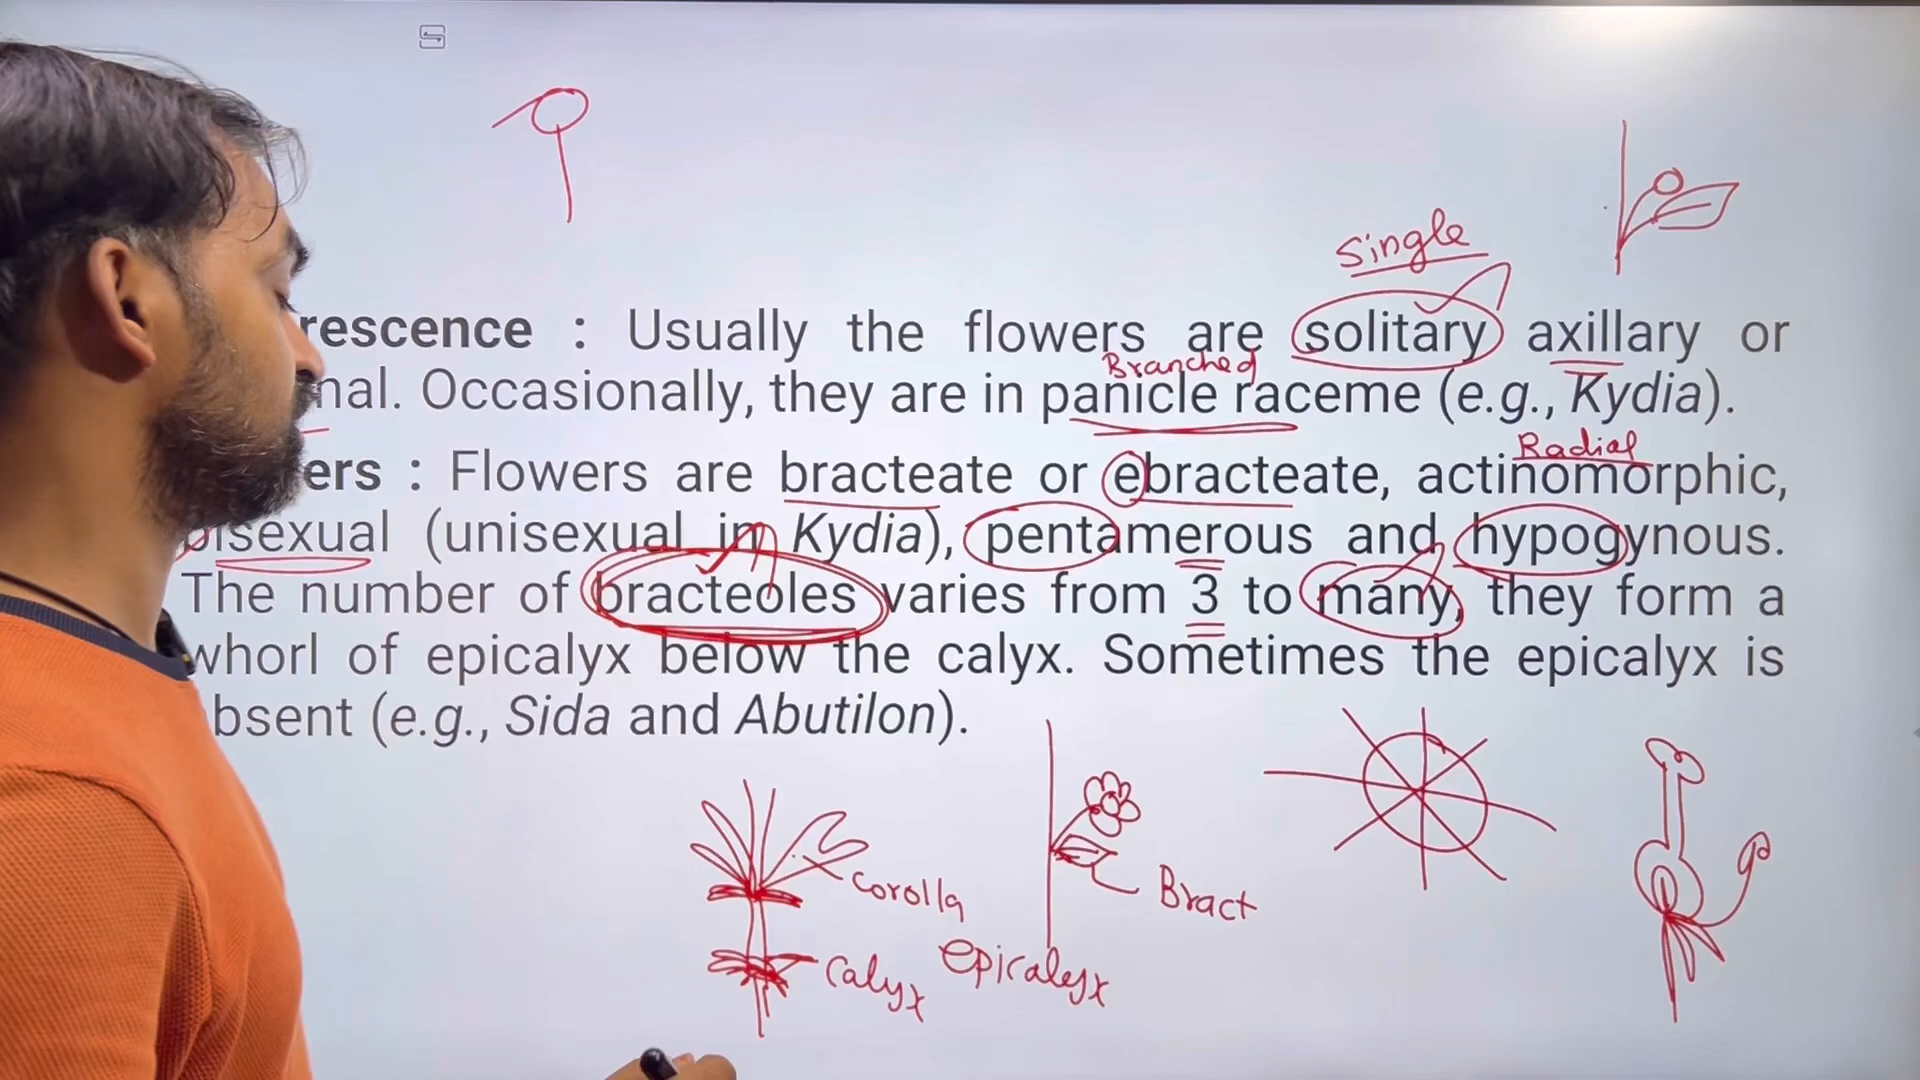 Single
rescence : Usually the flowers are solitary axillary or
Branched
nal. Occasionally, they are in panicle raceme (e.g., Kydia).
Radial
ers : Flowers are bracteate or ebracteate, actinomorphic,
bisexual (unisexual in Kydia), pentamerous and hypogynous.
The number of bracteoles varies from 3 to many, they form a
whorl of epicalyx below the calyx. Sometimes the epicalyx is
bsent (e.g., Sida and Abutilon).
Corolla
Bract
Calyx epicalyx